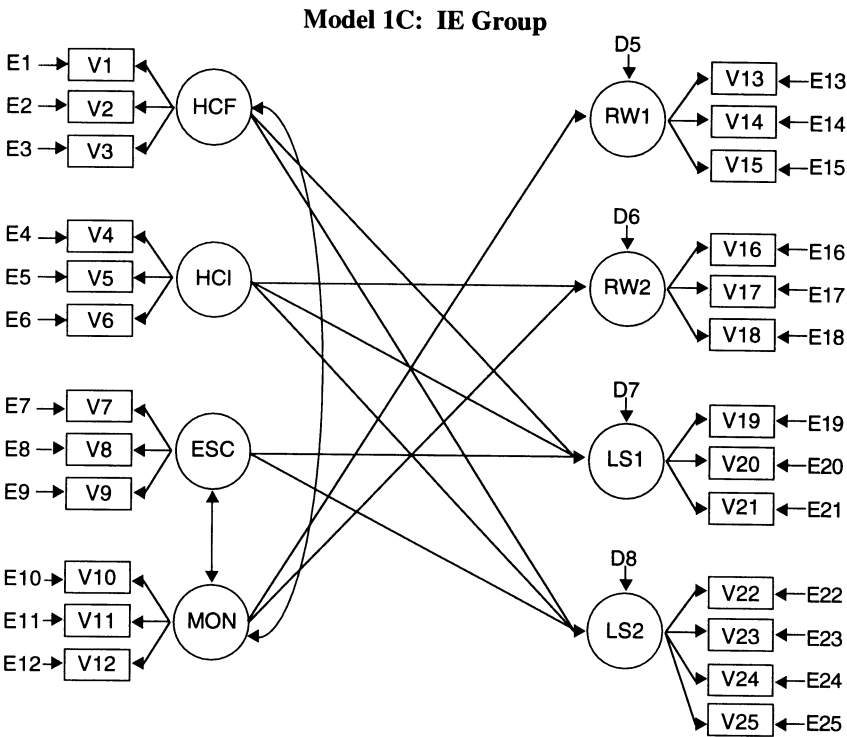 Model 1C: IE Group
E1 V1
E2 V2
E3 V3
HCF
E4 V4
E5 V5
E6 V6
HCI
E7 V7
E8 V8
E9 V9
ESC
E10 V10
E11 V11
E12 V12
MON
D5
RW1
V13 E13
V14 E14
V15 E15
D6
RW2
V16 E16
V17 E17
V18 E18
D7
LS1
V19 E19
V20 E20
V21 E21
D8
LS2
V22 E22
V23 E23
V24 E24
V25 E25